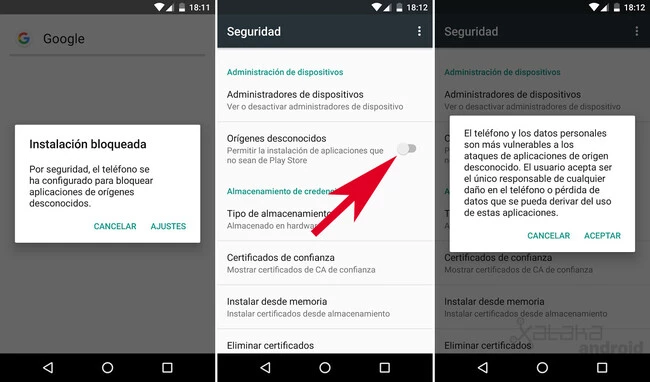 18:11
Google
Instalación bloqueada
Por seguridad, el teléfono se
ha configurado para bloquear
aplicaciones de orígenes
desconocidos.
CANCELAR AJUSTES
18:12
Seguridad
Administración de dispositivos
Administradores de dispositivos
Ver o desactivar administradores de dispositivo
Orígenes desconocidos
Permitir la instalación de aplicaciones que
no sean de Play Store
Almacenamiento de
Tipo de almacenamiento
Almacenado en
Certificados de confianza
Mostrar certificados de CA de confianza
Instalar desde memoria
Instalar certificados desde almacenamiento
Eliminar certificados
18:12
Seguridad
Administración de dispositivos
El teléfono y los datos personales
son más vulnerables a los
ataques de aplicaciones de origen
desconocido. El usuario acepta ser
el único responsable de cualquier
daño en el teléfono o pérdida de
datos que se pueda derivar del uso
de estas aplicaciones.
CANCELAR ACEPTAR
Certificados de confianza
Mostrar certificados de CA de confianza
Instalar desde memoria
Instalar certificados desde almacenamiento
Eliminar certificados
xataka
android